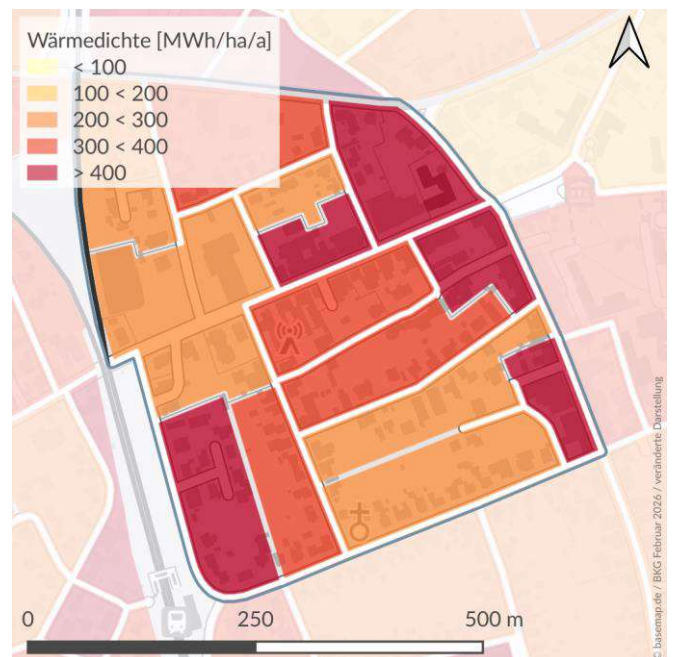 Wärmedichte [MWh/ha/a]
< 100
100 < 200
200 < 300
300 < 400
> 400
0 250 500 m
© basemap.de / BKG Februar 2026 / veränderte Darstellung